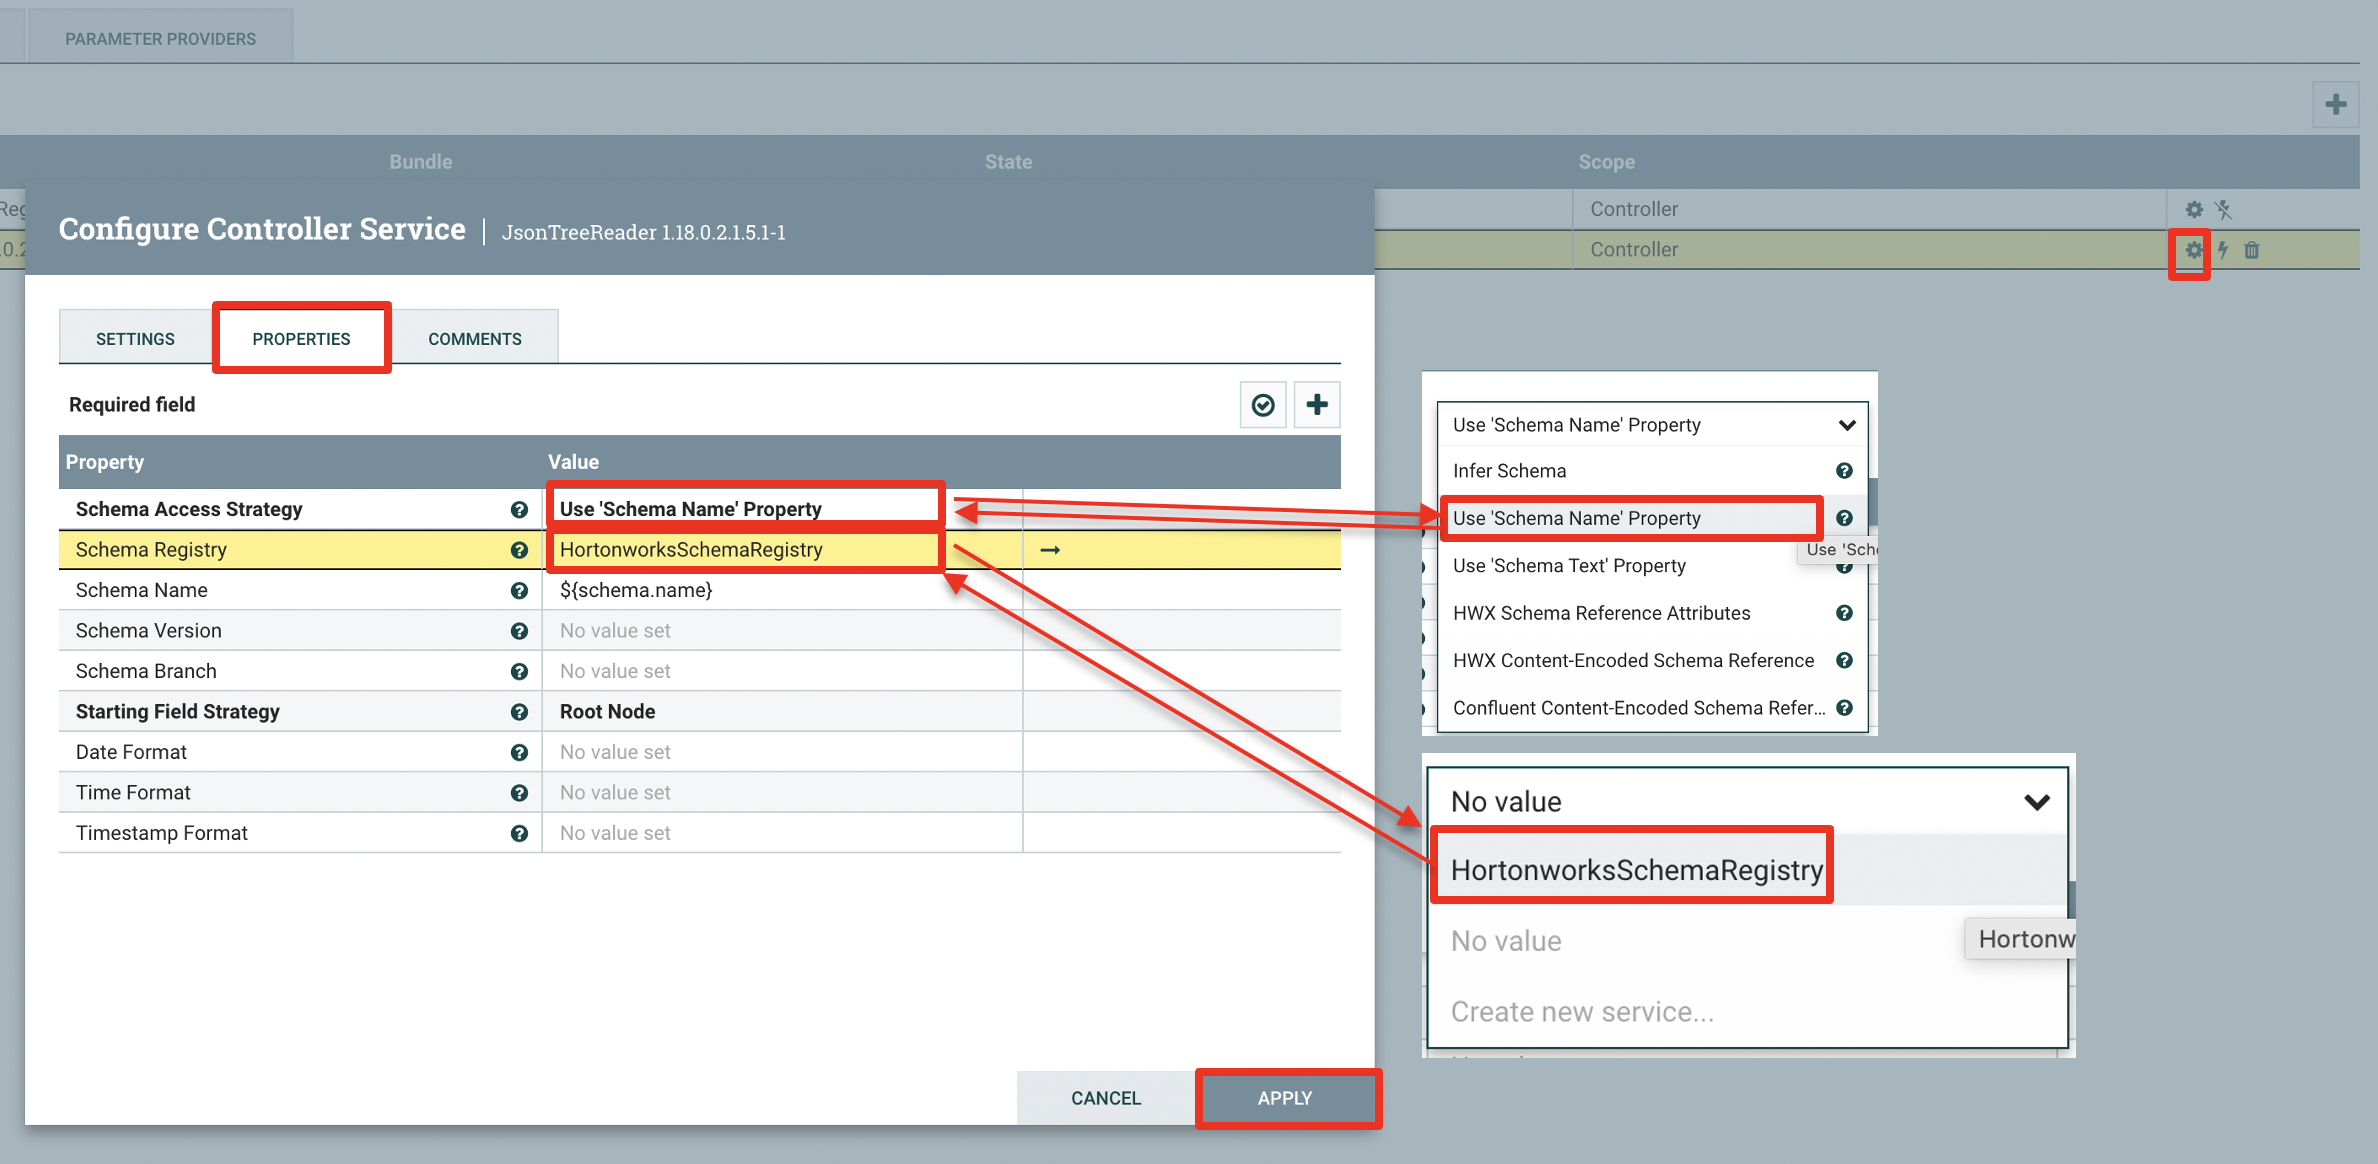 PARAMETER PROVIDERS
Bundle State Scope
Reg Controller
0.2 Controller
Configure Controller Service | JsonTreeReader 1.18.0.2.1.5.1-1
SETTINGS PROPERTIES COMMENTS
Required field
Property Value
Schema Access Strategy Use 'Schema Name' Property
Schema Registry HortonworksSchemaRegistry
Schema Name ${schema.name}
Schema Version No value set
Schema Branch No value set
Starting Field Strategy Root Node
Date Format No value set
Time Format No value set
Timestamp Format No value set
CANCEL APPLY
Use 'Schema Name' Property
Infer Schema
Use 'Schema Name' Property
Use 'Sche
Use 'Schema Text' Property
HWX Schema Reference Attributes
HWX Content-Encoded Schema Reference
Confluent Content-Encoded Schema Refer...
No value
HortonworksSchemaRegistry
No value
Hortonw
Create new service...